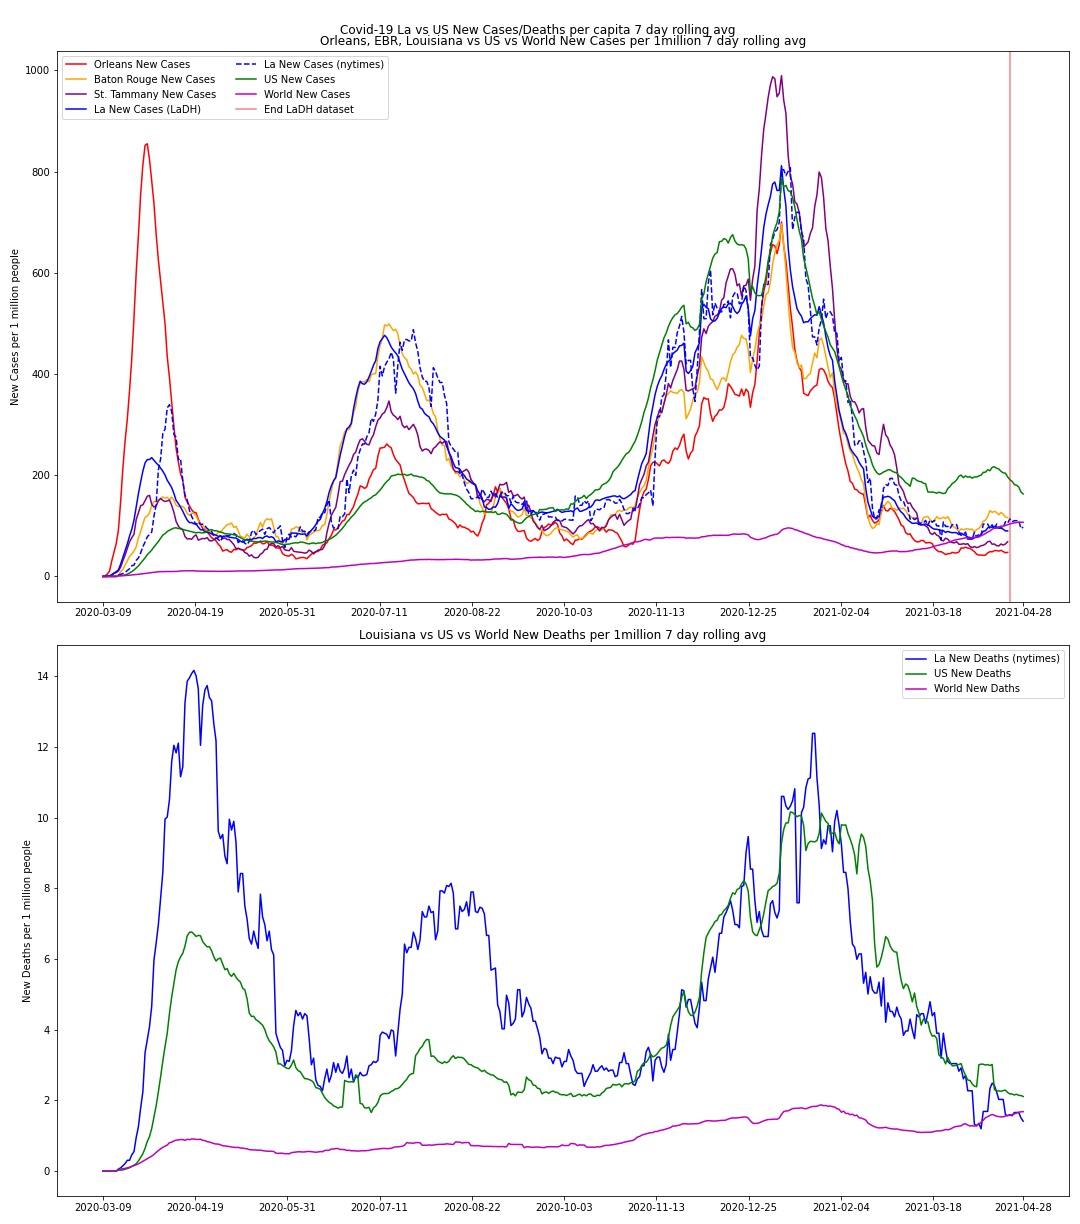 Covid-19 La vs US New Cases/Deaths per capita 7 day rolling avg
Orleans, EBR, Louisiana vs US vs World New Cases per 1million 7 day rolling avg
Orleans New Cases
Baton Rouge New Cases
St. Tammany New Cases
La New Cases (LaDH)
La New Cases (nytimes)
US New Cases
World New Cases
End LaDH dataset
New Cases per 1 million people
1000
800
600
400
200
0
2020-03-09 2020-04-19 2020-05-31 2020-07-11 2020-08-22 2020-10-03 2020-11-13 2020-12-25 2021-02-04 2021-03-18 2021-04-28
Louisiana vs US vs World New Deaths per 1million 7 day rolling avg
La New Deaths (nytimes)
US New Deaths
World New Daths
New Deaths per 1 million people
14
12
10
8
6
4
2
0
2020-03-09 2020-04-19 2020-05-31 2020-07-11 2020-08-22 2020-10-03 2020-11-13 2020-12-25 2021-02-04 2021-03-18 2021-04-28